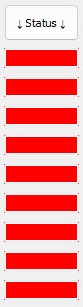 ↓ Status ↓